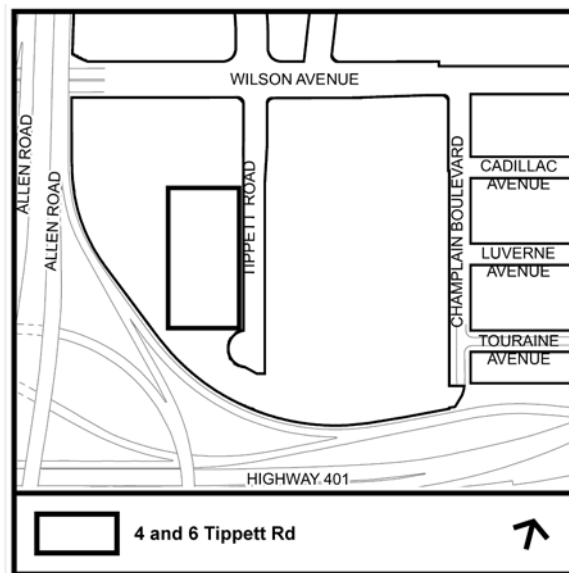 WILSON AVENUE
ALLEN ROAD
ALLEN ROAD
TIPPETT ROAD
CHAMPLAIN BOULEVARD
CADILLAC
AVENUE
LUVERNE
AVENUE
TOURAINE
AVENUE
HIGHWAY 401
4 and 6 Tippett Rd